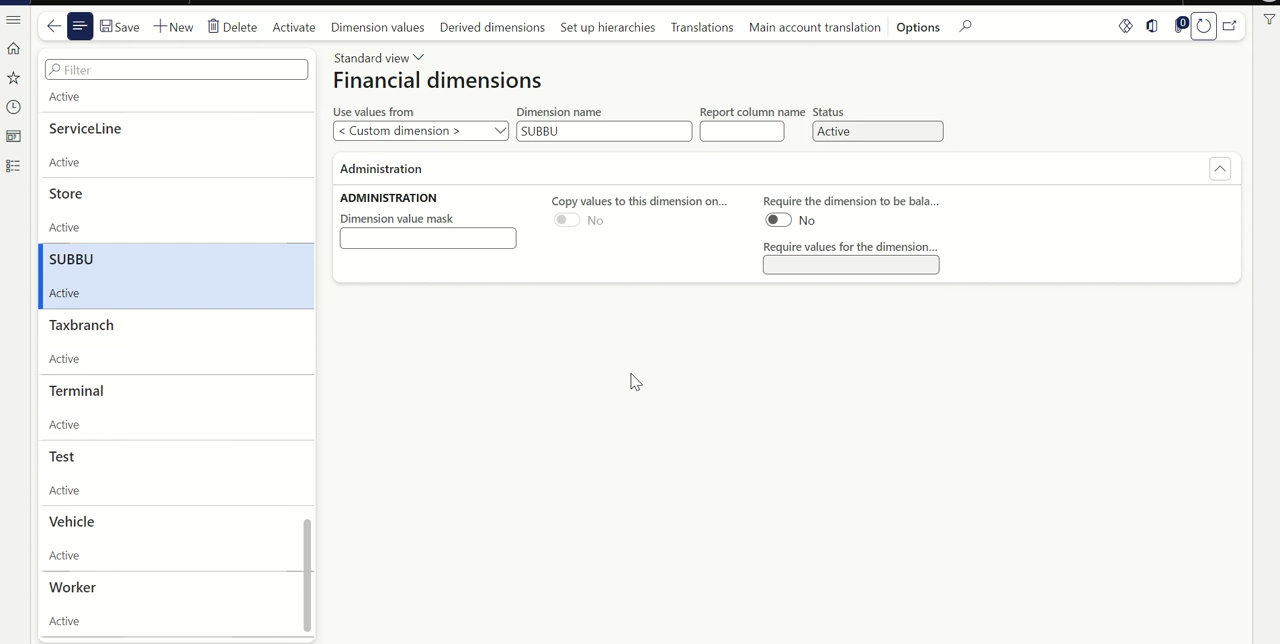 Save
New
Delete
Activate
Dimension values
Derived dimensions
Set up hierarchies
Translations
Main account translation
Options
0
Filter
Active
ServiceLine
Active
Store
Active
SUBBU
Active
Taxbranch
Active
Terminal
Active
Test
Active
Vehicle
Active
Worker
Active
Standard view
Financial dimensions
Use values from
Dimension name
Report column name
Status
< Custom dimension >
SUBBU
Active
Administration
ADMINISTRATION
Dimension value mask
Copy values to this dimension on...
No
Require the dimension to be bala...
No
Require values for the dimension...